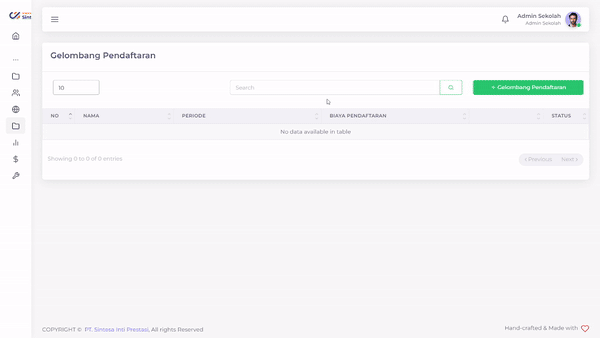 Admin Sekolah
Admin Sekolah
Gelombang Pendaftaran
10
Search
+ Gelombang Pendaftaran
NO NAMA PERIODE BIAYA PENDAFTARAN STATUS
No data available in table
Showing 0 to 0 of 0 entries
Previous Next
COPYRIGHT © PT. Sintesa Inti Prestasi, All rights Reserved
Hand-crafted & Made with